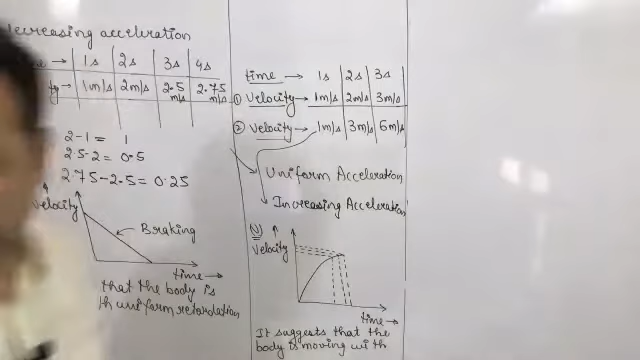 decreasing acceleration
→ 1s 2s 3s 4s
→ 1m/s 2m/s 2.5 m/s 2.75 m/s
2-1 = 1
2.5-2 = 0.5
2.75-2.5 = 0.25
Velocity
Braking
time →
that the body is
uniform retardation
time → 1s 2s 3s
① Velocity → 1m/s 2m/s 3m/s
② Velocity → 1m/s 3m/s 6m/s
Uniform Acceleration
Increasing Acceleration
Velocity
time →
It suggests that the
body is moving with